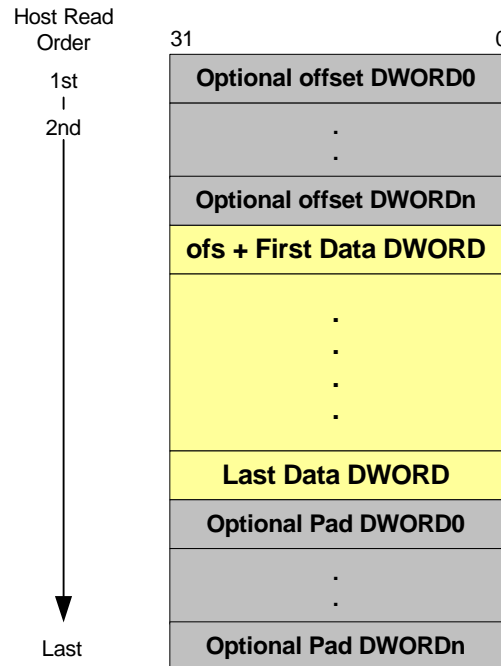 Host Read
Order
31
0
1st
2nd
Optional offset DWORD0
.
.
Optional offset DWORDn
ofs + First Data DWORD
.
.
.
.
Last Data DWORD
Optional Pad DWORD0
.
.
Last
Optional Pad DWORDn